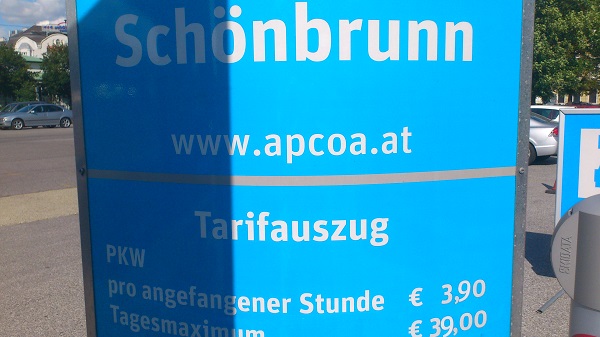 Schönbrunn
www.apcoa.at
Tarifauszug
PKW
pro angefangener Stunde € 3,90
Tagesmaximum € 39,00